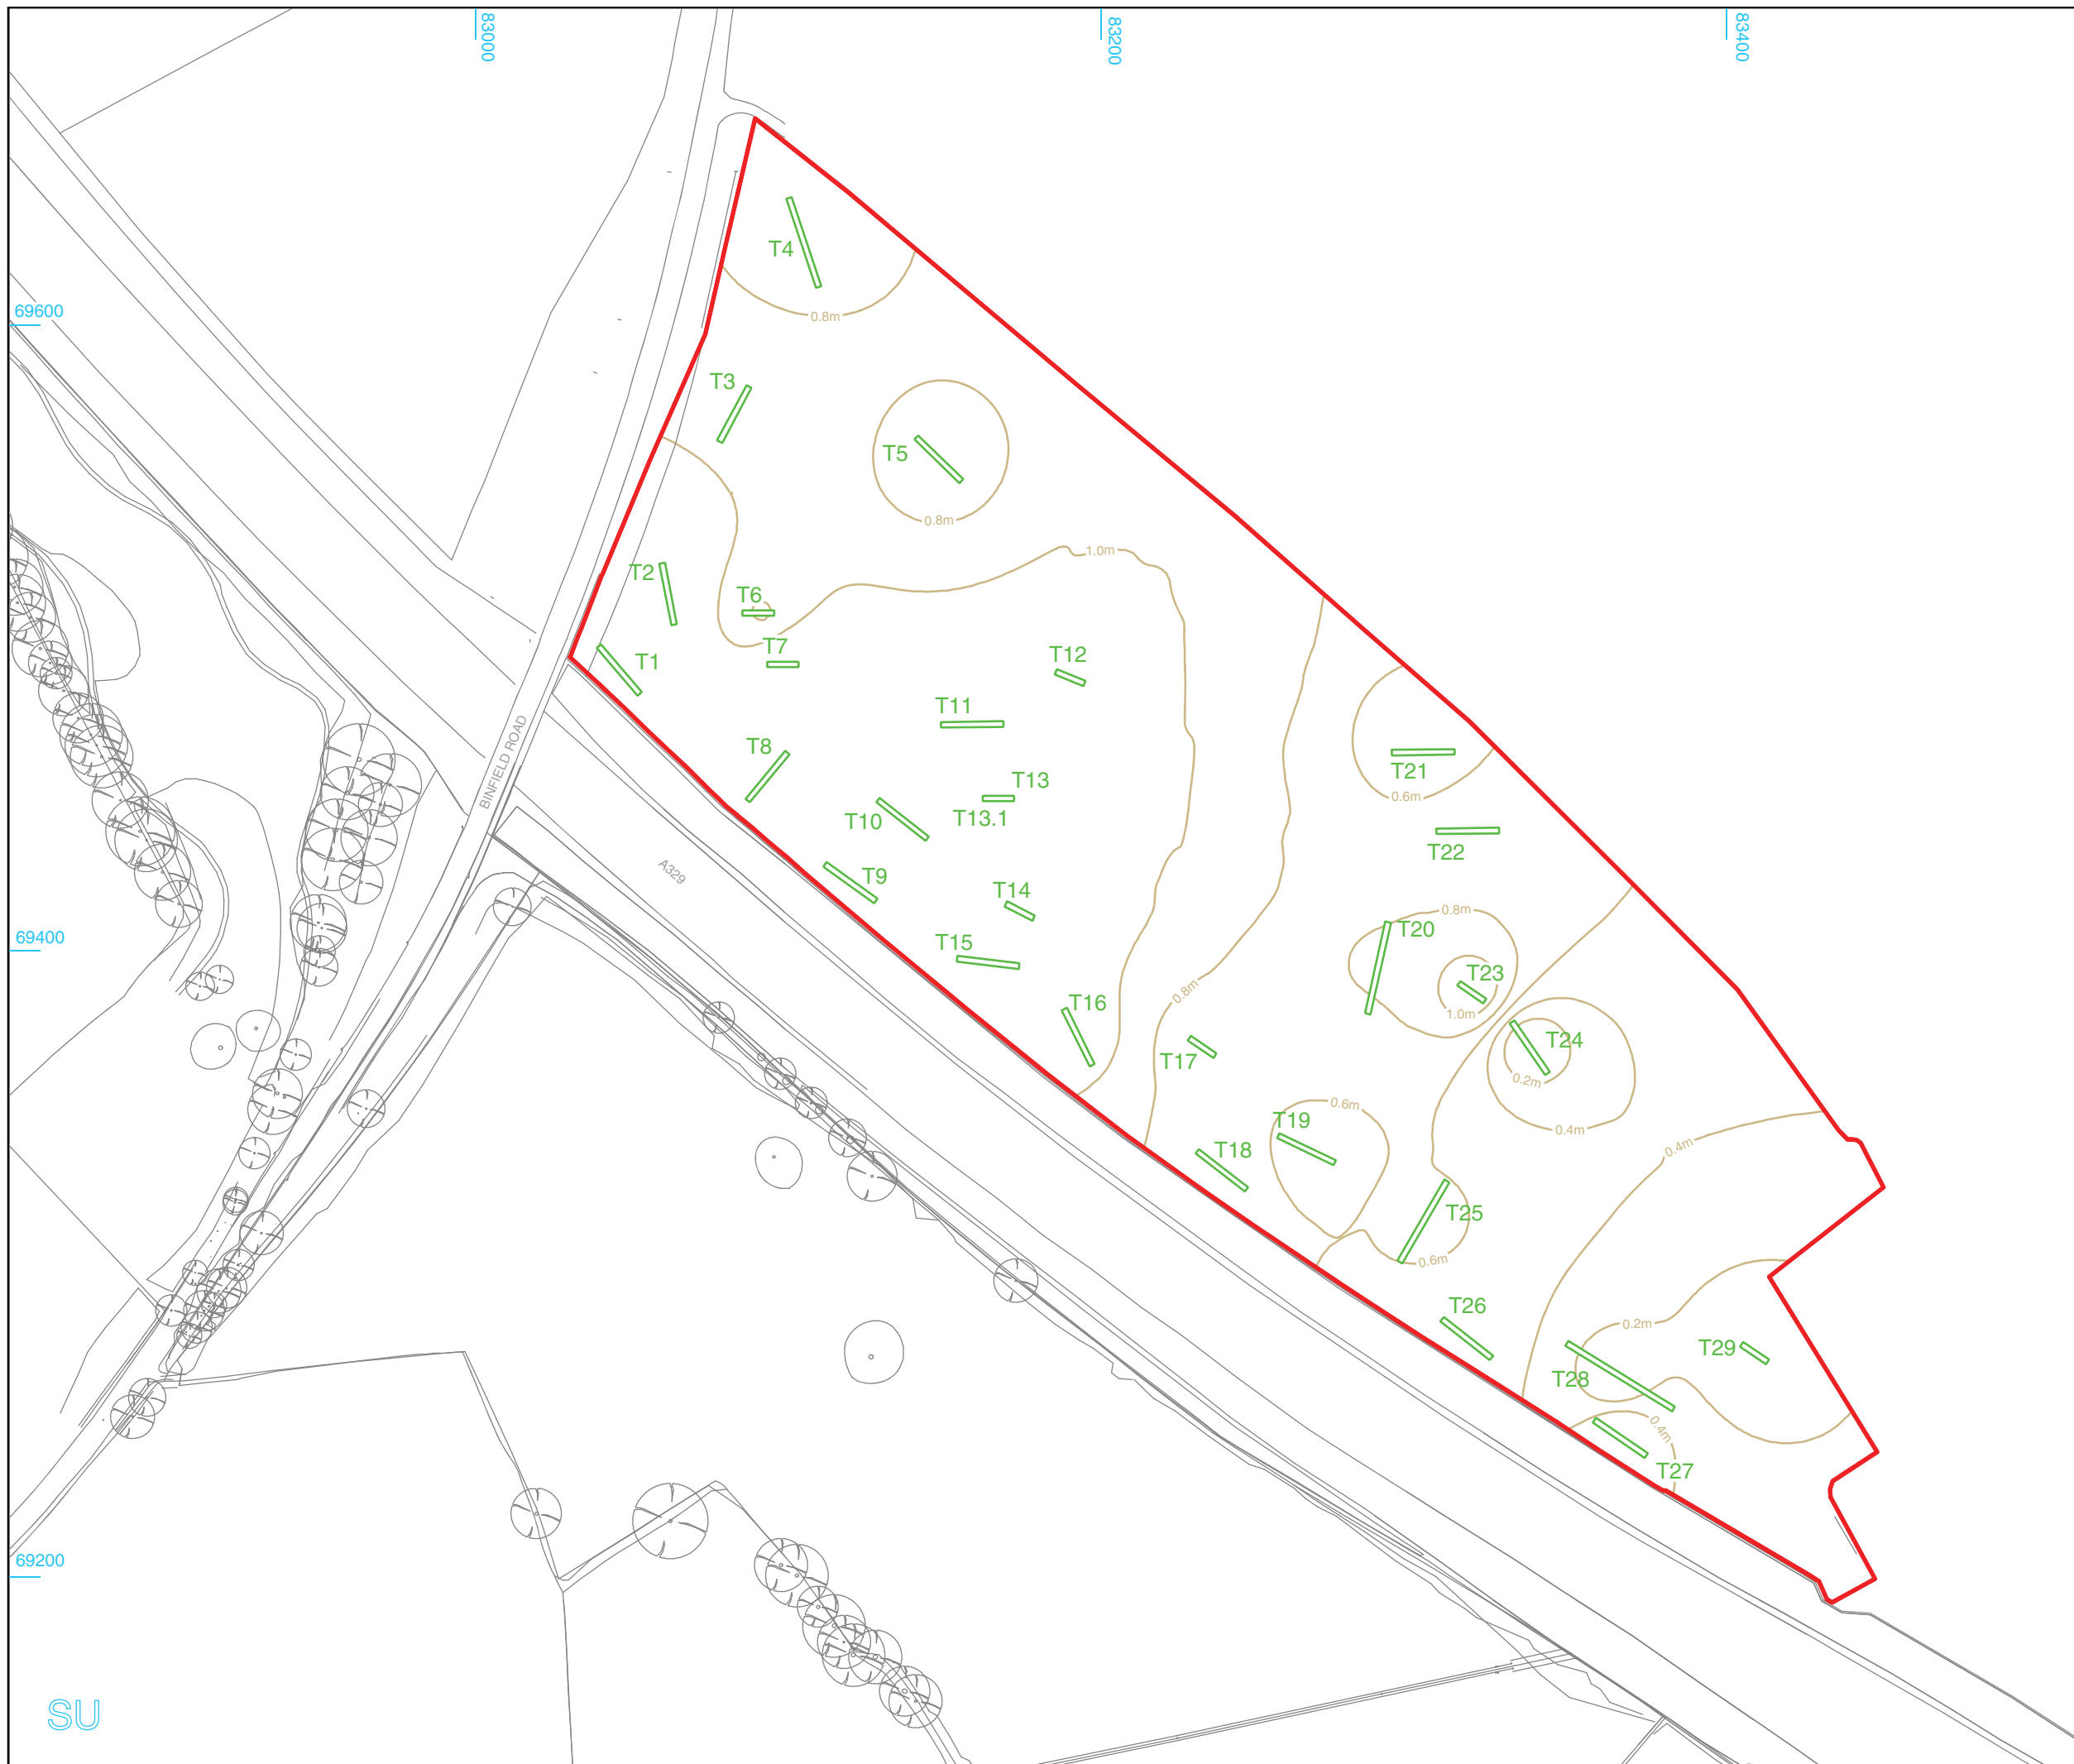 83000
83200
83400
T4
69600
0.8m
T3
T5
0.8m
1.0m
T2
T6
T7
T1
T12
T11
T8
T21
T13
0.6m
T10
T13.1
T22
BINFIELD ROAD
A329
T9
T14
0.8m
T20
69400
T15
T23
0.8m
T16
1.0m
T17
T24
0.2m
0.6m
T19
0.4m
T18
0.4m
T25
0.6m
T26
0.2m
T29
T28
0.4m
T27
69200
SU